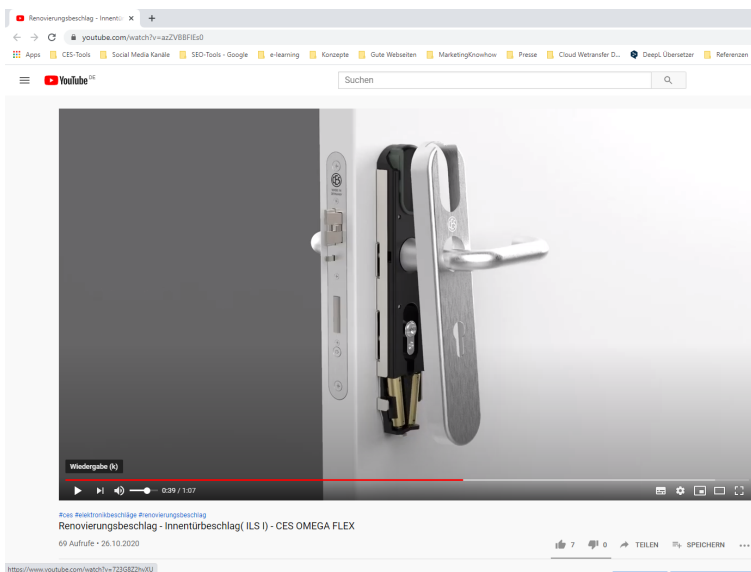 Renovierungsbeschlag - Innentür
youtube.com/watch?v=azZVBBFIEs0
Apps CES-Tools Social Media Kanäle SEO-Tools - Google e-learning Konzepte Gute Webseiten MarketingKnowhow Presse Cloud Wetransfer D... DeepL Übersetzer Referenzen
YouTube DE
Suchen
Wiedergabe (k)
0:39 / 1:07
#ces #elektronikbeschläge #renovierungsbeschlag
Renovierungsbeschlag - Innentürbeschlag( ILS I) - CES OMEGA FLEX
69 Aufrufe • 26.10.2020
7 0 TEILEN SPEICHERN
https://www.youtube.com/watch?v=723G8Z2hvXU